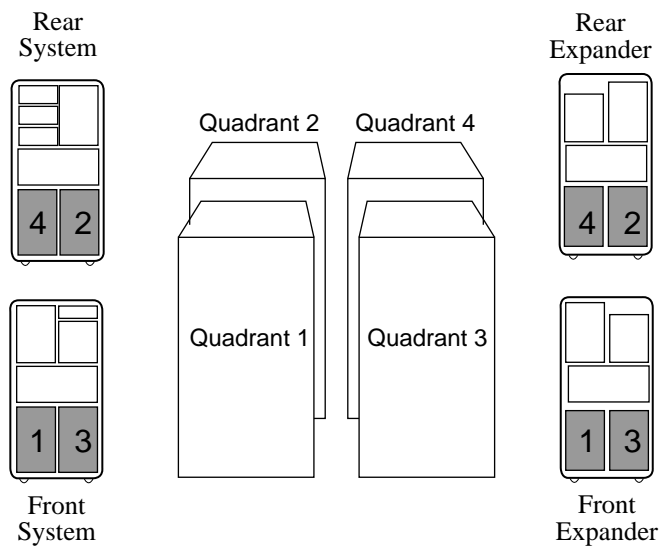 Rear
System
Rear
Expander
Quadrant 2
Quadrant 4
4 2
4 2
Quadrant 1
Quadrant 3
1 3
1 3
Front
System
Front
Expander